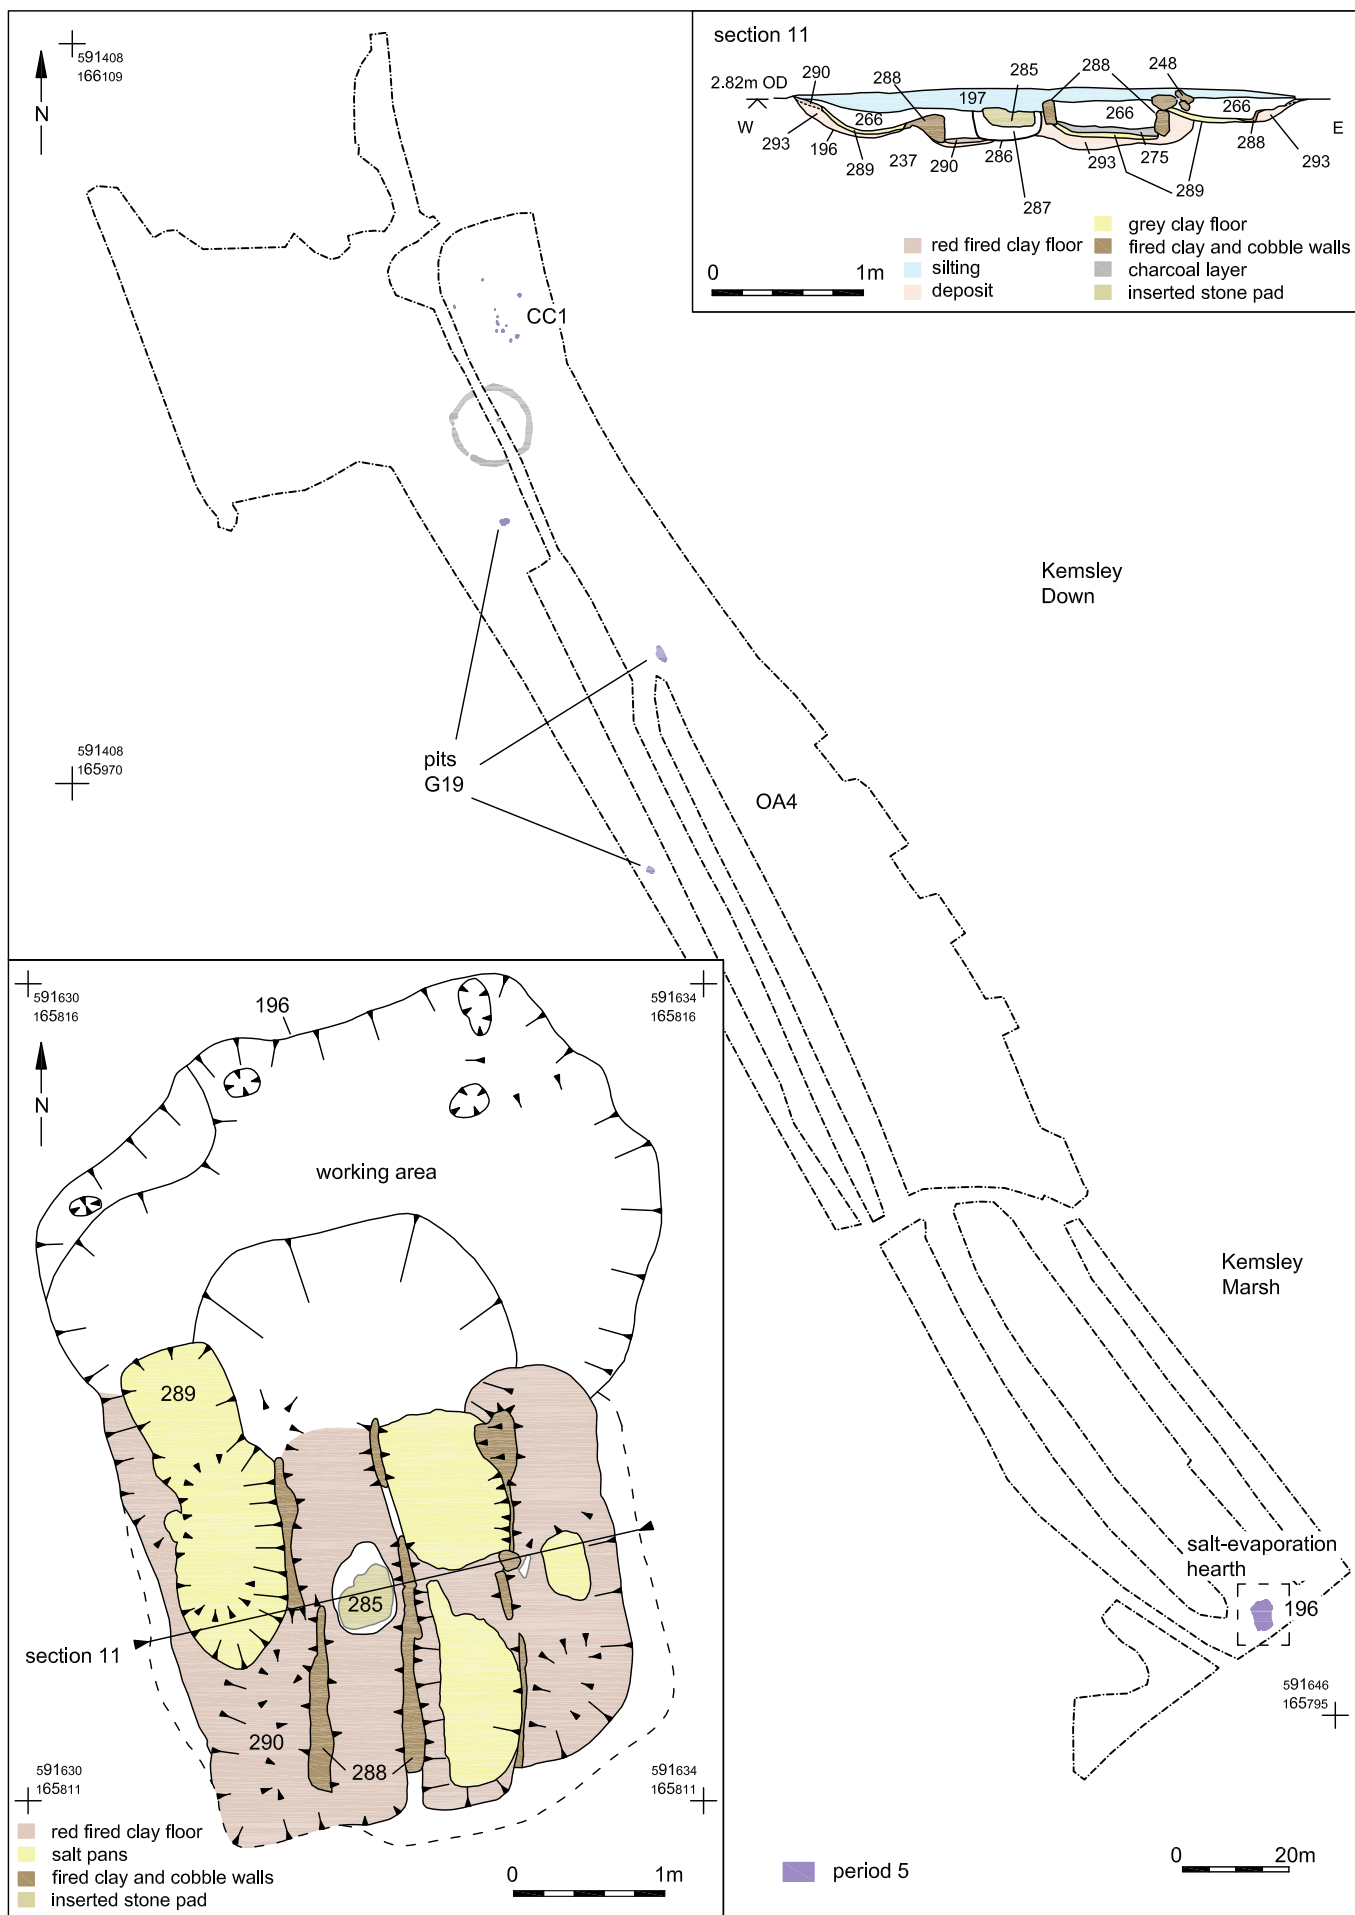 591408
166109
N
section 11
2.82m OD
290
288
285
288
248
197
266
266
266
W
E
293
196
289
237
290
286
287
293
275
289
288
293
grey clay floor
red fired clay floor
fired clay and cobble walls
silting
charcoal layer
deposit
inserted stone pad
0
1m
CC1
Kemsley
Down
591408
165970
pits
G19
OA4
591630
165816
196
591634
165816
N
working area
Kemsley
Marsh
289
salt-evaporation
hearth
285
196
section 11
591646
165795
290
288
591630
165811
591634
165811
red fired clay floor
salt pans
fired clay and cobble walls
inserted stone pad
0
1m
period 5
0
20m